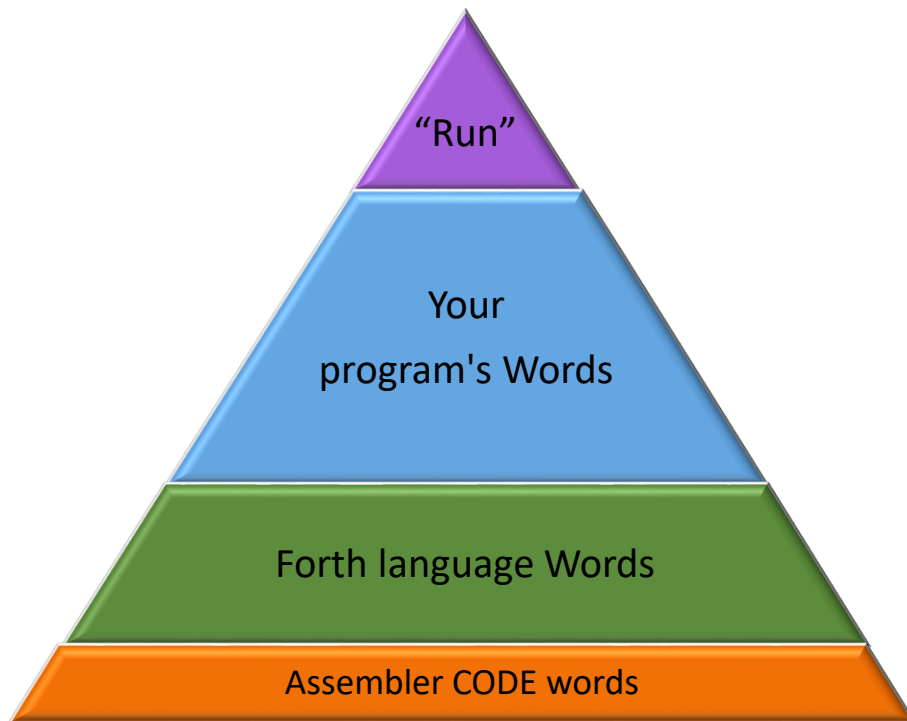 “Run”
Your
program's Words
Forth language Words
Assembler CODE words